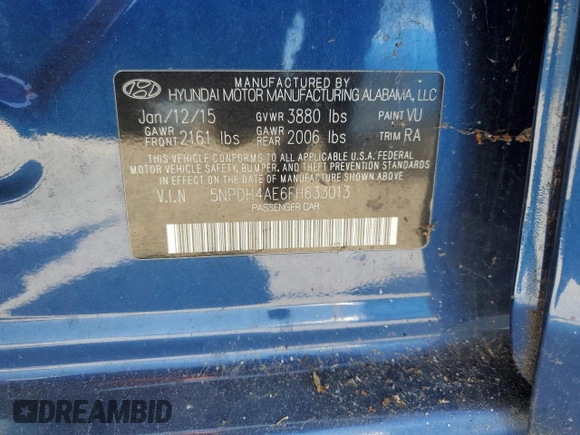 MANUFACTURED BY
HYUNDAI MOTOR MANUFACTURING ALABAMA, LLC
Jan/12/15 GVWR 3880 lbs PAINT VU
GAWR FRONT 2161 lbs GAWR REAR 2006 lbs TRIM RA
THIS VEHICLE CONFORMS TO ALL APPLICABLE U.S.A. FEDERAL
MOTOR VEHICLE SAFETY, BUMPER, AND THEFT PREVENTION STANDARDS
IN EFFECT ON THE DATE OF MANUFACTURE SHOWN ABOVE.
V.I.N 5NPDH4AE6FH633013
PASSENGER CAR
DREAMBID